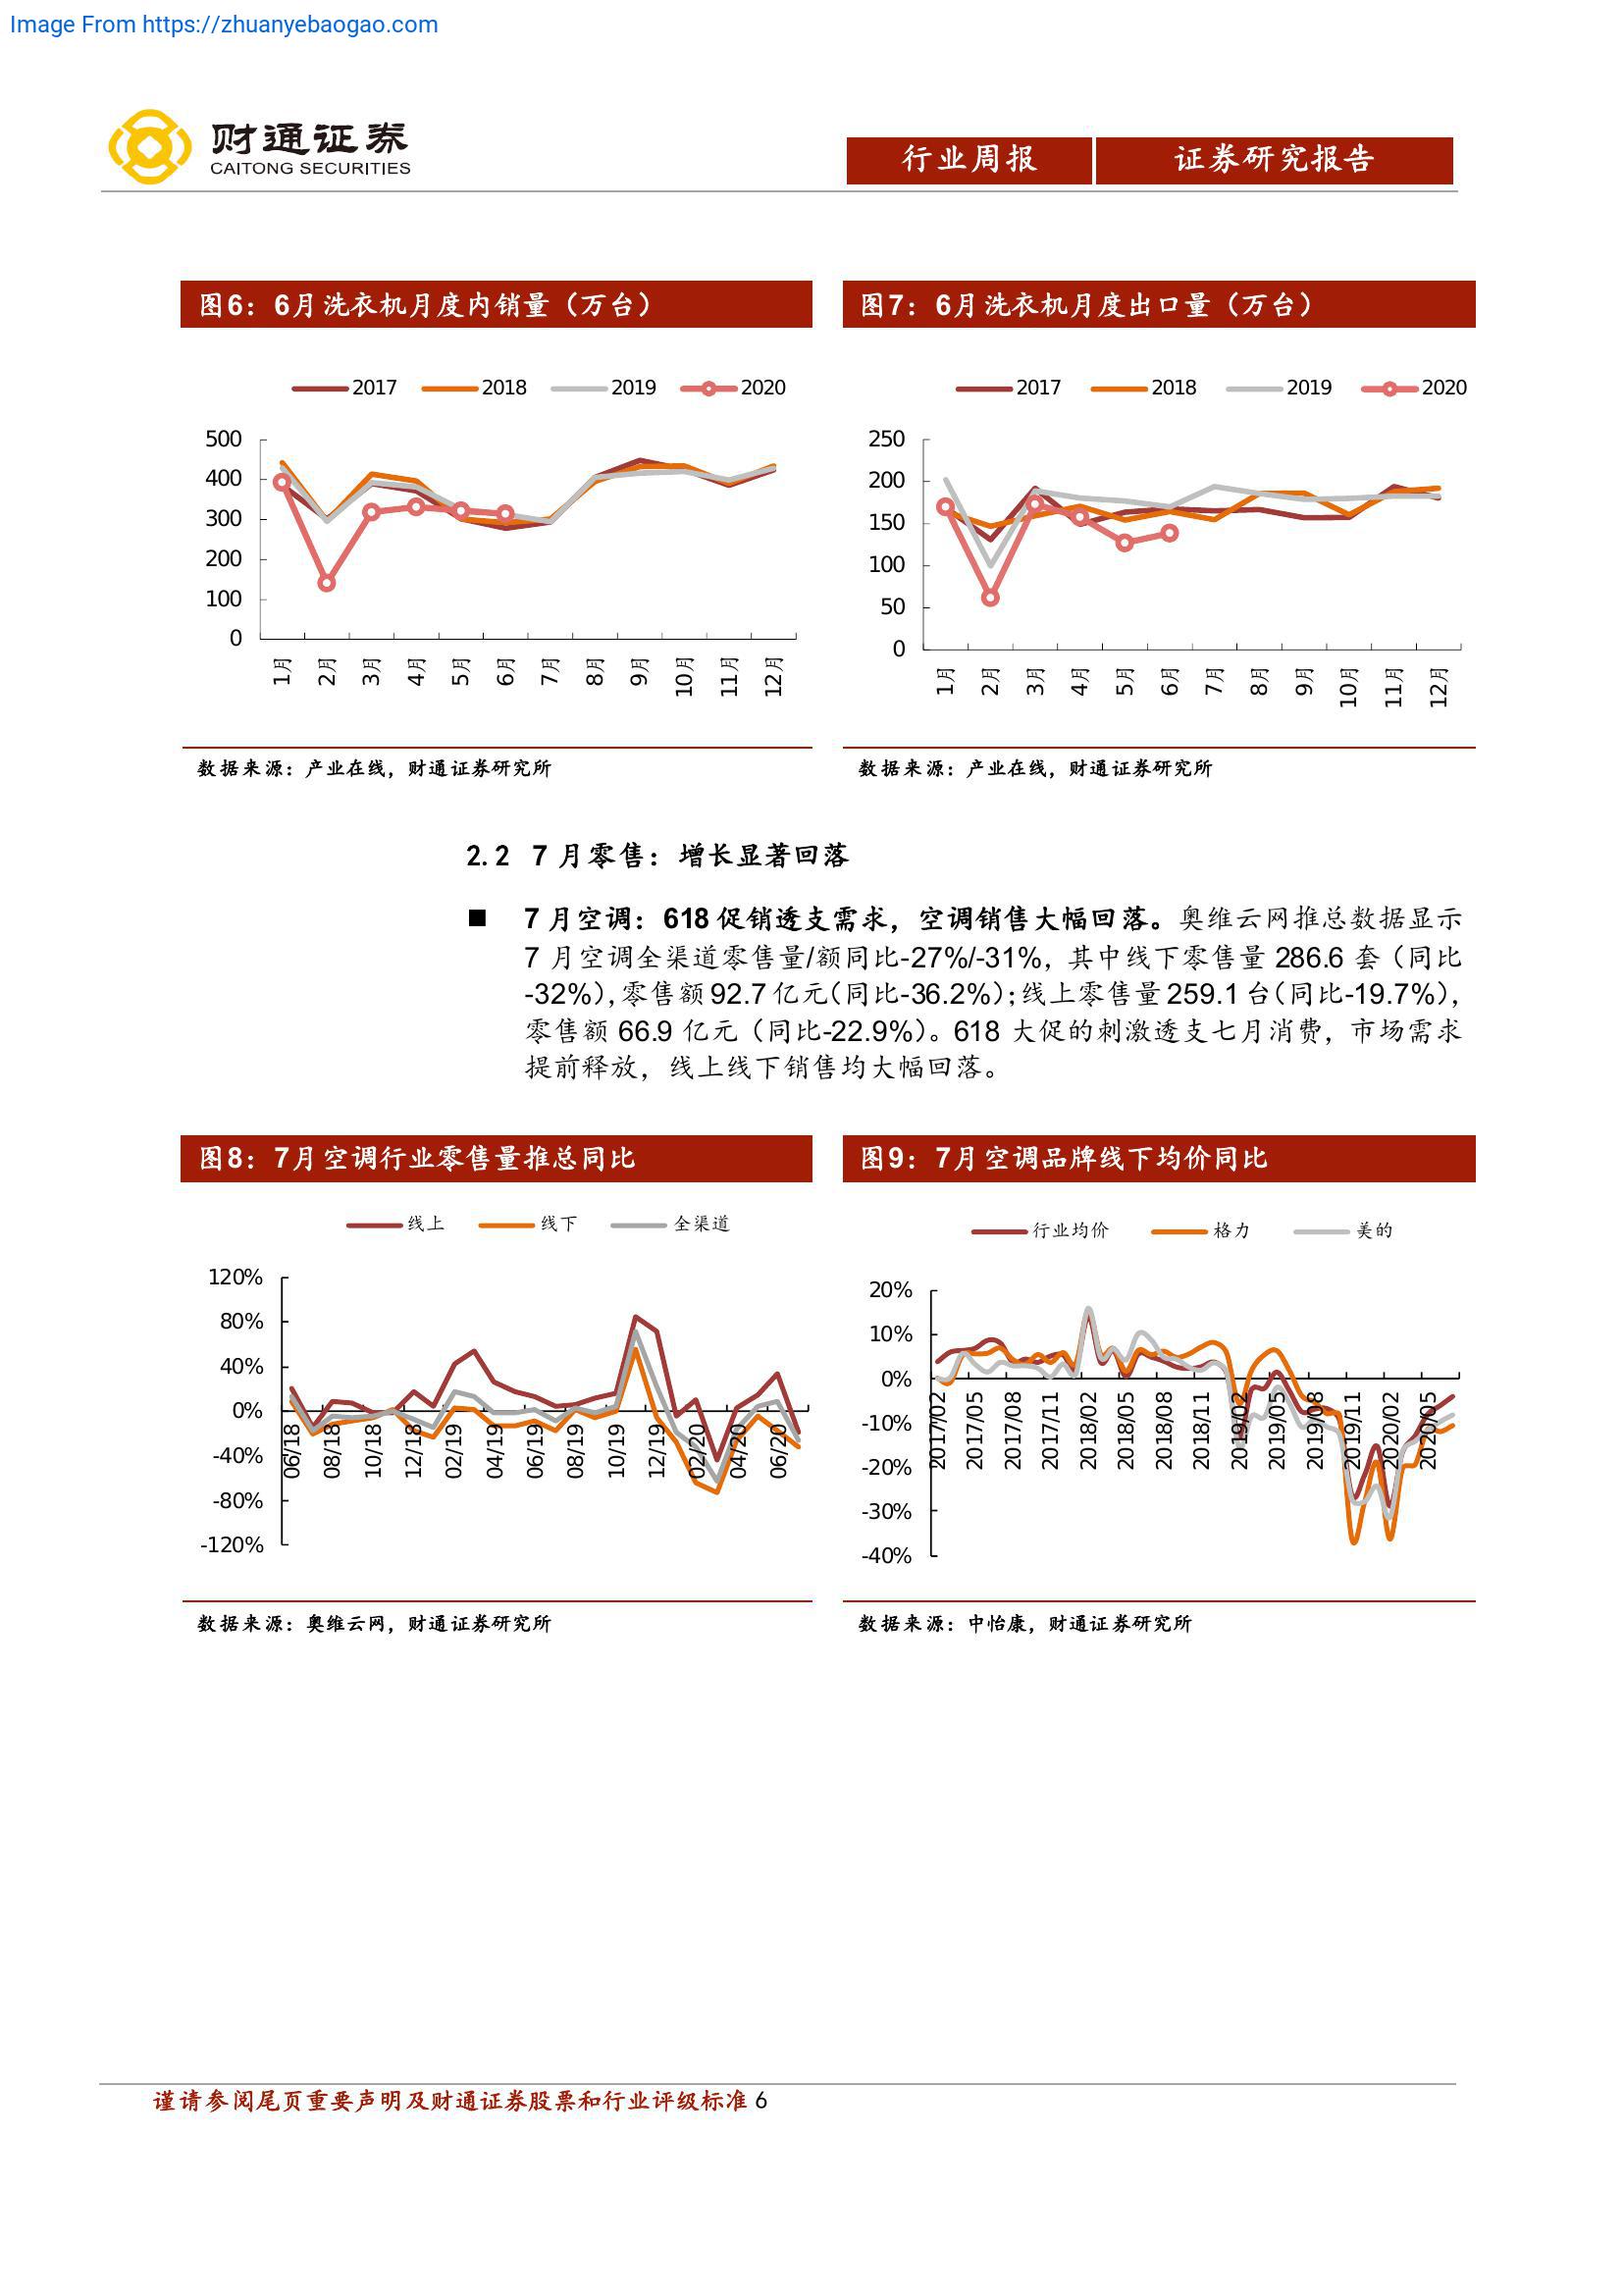 Image From https://zhuanyebaogao.com
财通证券
CAITONG SECURITIES
行业周报
证券研究报告
图6：6月洗衣机月度内销量（万台）
2017
2018
2019
2020
500
400
300
200
100
0
1月
2月
3月
4月
5月
6月
7月
8月
9月
10月
11月
12月
数据来源：产业在线，财通证券研究所
图7：6月洗衣机月度出口量（万台）
2017
2018
2019
2020
250
200
150
100
50
0
1月
2月
3月
4月
5月
6月
7月
8月
9月
10月
11月
12月
数据来源：产业在线，财通证券研究所
2.2 7月零售：增长显著回落
■ 7月空调：618促销透支需求，空调销售大幅回落。奥维云网推总数据显示
7 月空调全渠道零售量/额同比-27%/-31%，其中线下零售量 286.6 套（同比
-32%），零售额 92.7 亿元（同比-36.2%）；线上零售量 259.1 台（同比-19.7%），
零售额 66.9 亿元（同比-22.9%）。618 大促的刺激透支七月消费，市场需求
提前释放，线上线下销售均大幅回落。
图8：7月空调行业零售量推总同比
线上
线下
全渠道
120%
80%
40%
0%
-40%
-80%
-120%
06/18
08/18
10/18
12/18
02/19
04/19
06/19
08/19
10/19
12/19
02/20
04/20
06/20
数据来源：奥维云网，财通证券研究所
图9：7月空调品牌线下均价同比
行业均价
格力
美的
20%
10%
0%
-10%
-20%
-30%
-40%
2017/02
2017/05
2017/08
2017/11
2018/02
2018/05
2018/08
2018/11
2019/02
2019/05
2019/08
2019/11
2020/02
2020/05
数据来源：中怡康，财通证券研究所
谨请参阅尾页重要声明及财通证券股票和行业评级标准 6